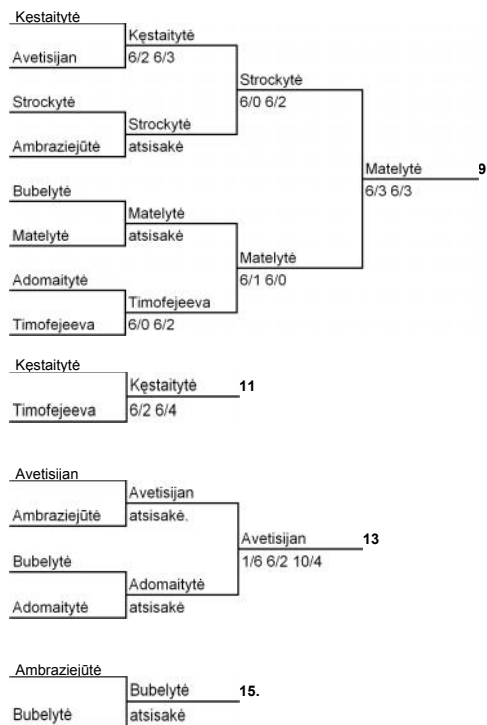 Kęstaitytė
Kęstaitytė
Avetisijan
6/2 6/3
Strockytė
Strockytė
6/0 6/2
Strockytė
Ambraziejūtė
atsisakė
Matelytė
9
6/3 6/3
Bubelytė
Matelytė
Matelytė
atsisakė
Matelytė
6/1 6/0
Adomaitytė
Timofejeeva
Timofejeeva
6/0 6/2
Kęstaitytė
Kęstaitytė
11
Timofejeeva
6/2 6/4
Avetisijan
Avetisijan
Ambraziejūtė
atsisakė.
Avetisijan
13
1/6 6/2 10/4
Bubelytė
Adomaitytė
Adomaitytė
atsisakė
Ambraziejūtė
Bubelytė
15.
Bubelytė
atsisakė